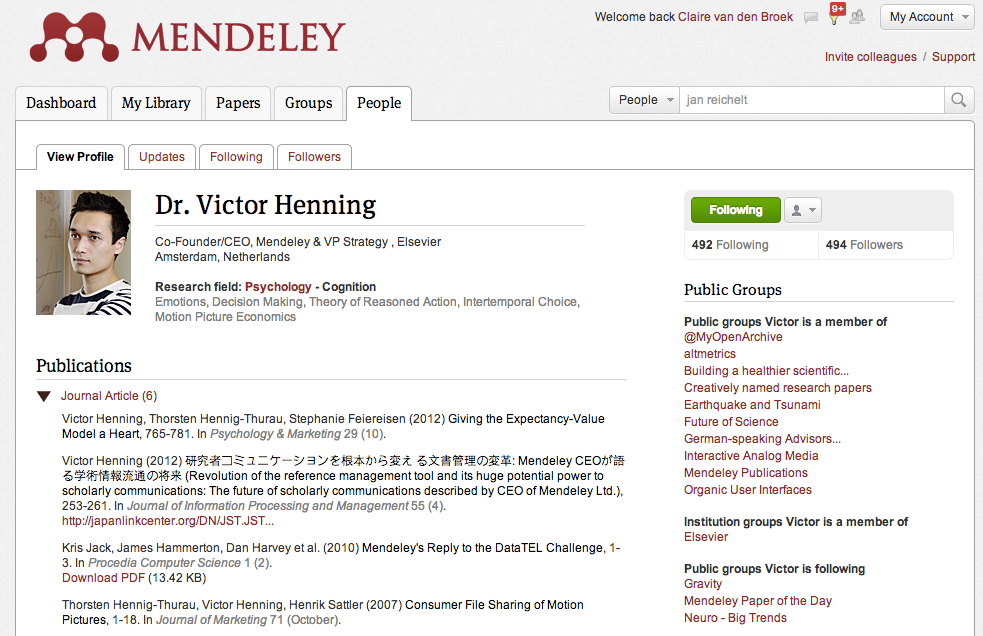 MENDELEY
Welcome back Claire van den Broek
9+
My Account
Invite colleagues / Support
Dashboard
My Library
Papers
Groups
People
People
jan reichelt
View Profile
Updates
Following
Followers
Dr. Victor Henning
Co-Founder/CEO, Mendeley & VP Strategy , Elsevier
Amsterdam, Netherlands
Research field: Psychology - Cognition
Emotions, Decision Making, Theory of Reasoned Action, Intertemporal Choice,
Motion Picture Economics
Publications
Journal Article (6)
Victor Henning, Thorsten Hennig-Thurau, Stephanie Feiereisen (2012) Giving the Expectancy-Value
Model a Heart, 765-781. In Psychology & Marketing 29 (10).
Victor Henning (2012) 研究者コミュニケーションを根本から変え る文書管理の変革: Mendeley CEOが語
る学術情報流通の将来 (Revolution of the reference management tool and its huge potential power to
scholarly communications: The future of scholarly communications described by CEO of Mendeley Ltd.),
253-261. In Journal of Information Processing and Management 55 (4).
http://japanlinkcenter.org/DN/JST.JST...
Kris Jack, James Hammerton, Dan Harvey et al. (2010) Mendeley's Reply to the DataTEL Challenge, 1-
3. In Procedia Computer Science 1 (2).
Download PDF (13.42 KB)
Thorsten Hennig-Thurau, Victor Henning, Henrik Sattler (2007) Consumer File Sharing of Motion
Pictures, 1-18. In Journal of Marketing 71 (October).
Following
492 Following
494 Followers
Public Groups
Public groups Victor is a member of
@MyOpenArchive
altmetrics
Building a healthier scientific...
Creatively named research papers
Earthquake and Tsunami
Future of Science
German-speaking Advisors...
Interactive Analog Media
Mendeley Publications
Organic User Interfaces
Institution groups Victor is a member of
Elsevier
Public groups Victor is following
Gravity
Mendeley Paper of the Day
Neuro - Big Trends